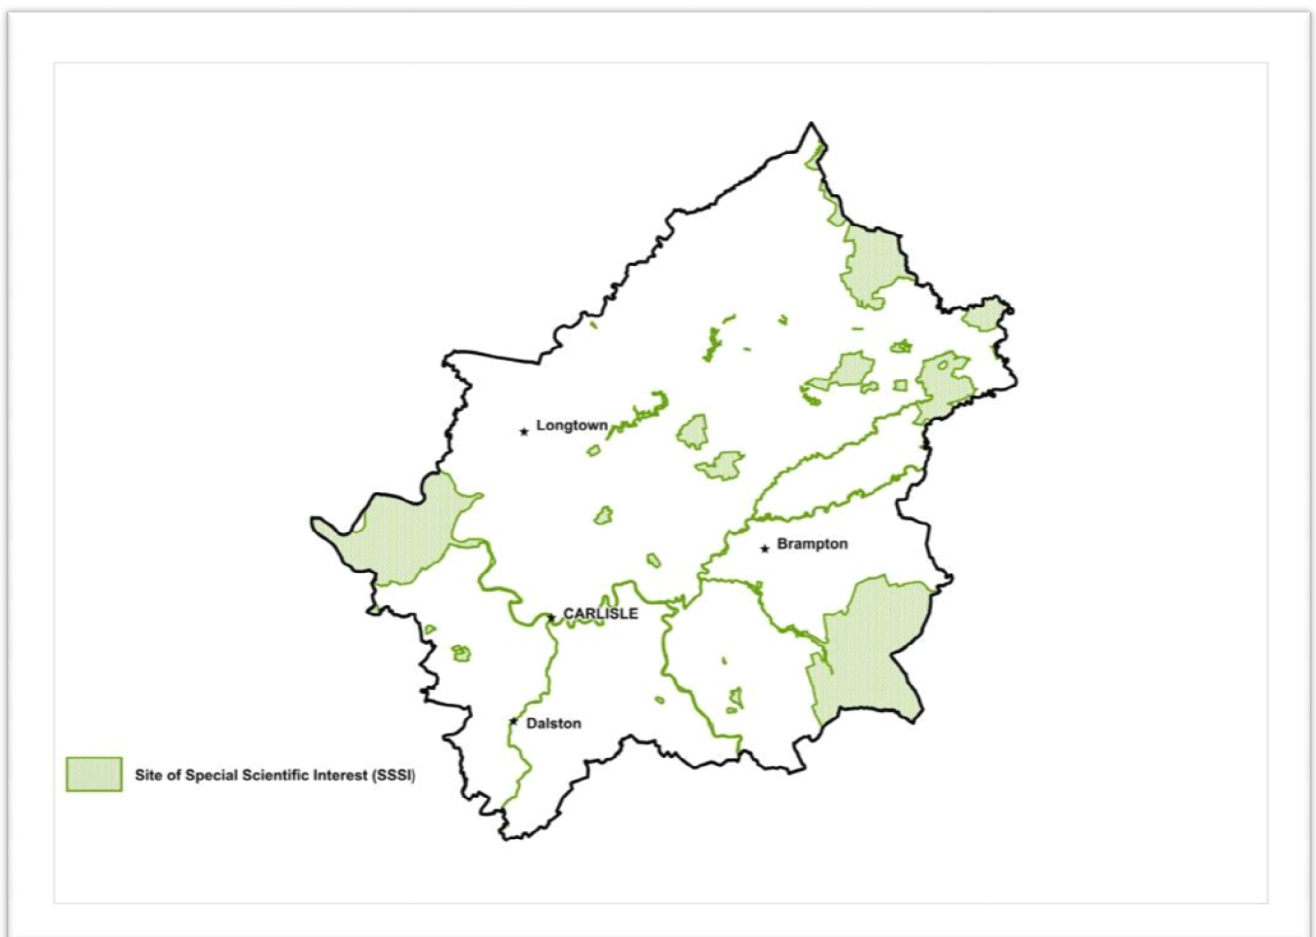 Longtown
Brampton
CARLISLE
Dalston
Site of Special Scientific Interest (SSSI)